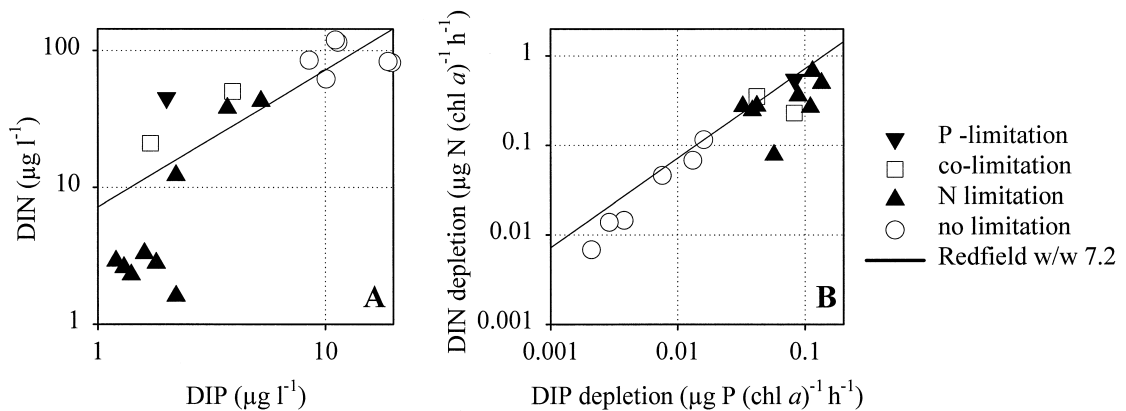 100
10
1
1
10
DIN (µg l⁻¹)
DIP (µg l⁻¹)
A
1
0.1
0.01
0.001
0.001
0.01
0.1
DIN depletion (µg N (chl a)⁻¹ h⁻¹)
DIP depletion (µg P (chl a)⁻¹ h⁻¹)
B
P -limitation
co-limitation
N limitation
no limitation
Redfield w/w 7.2